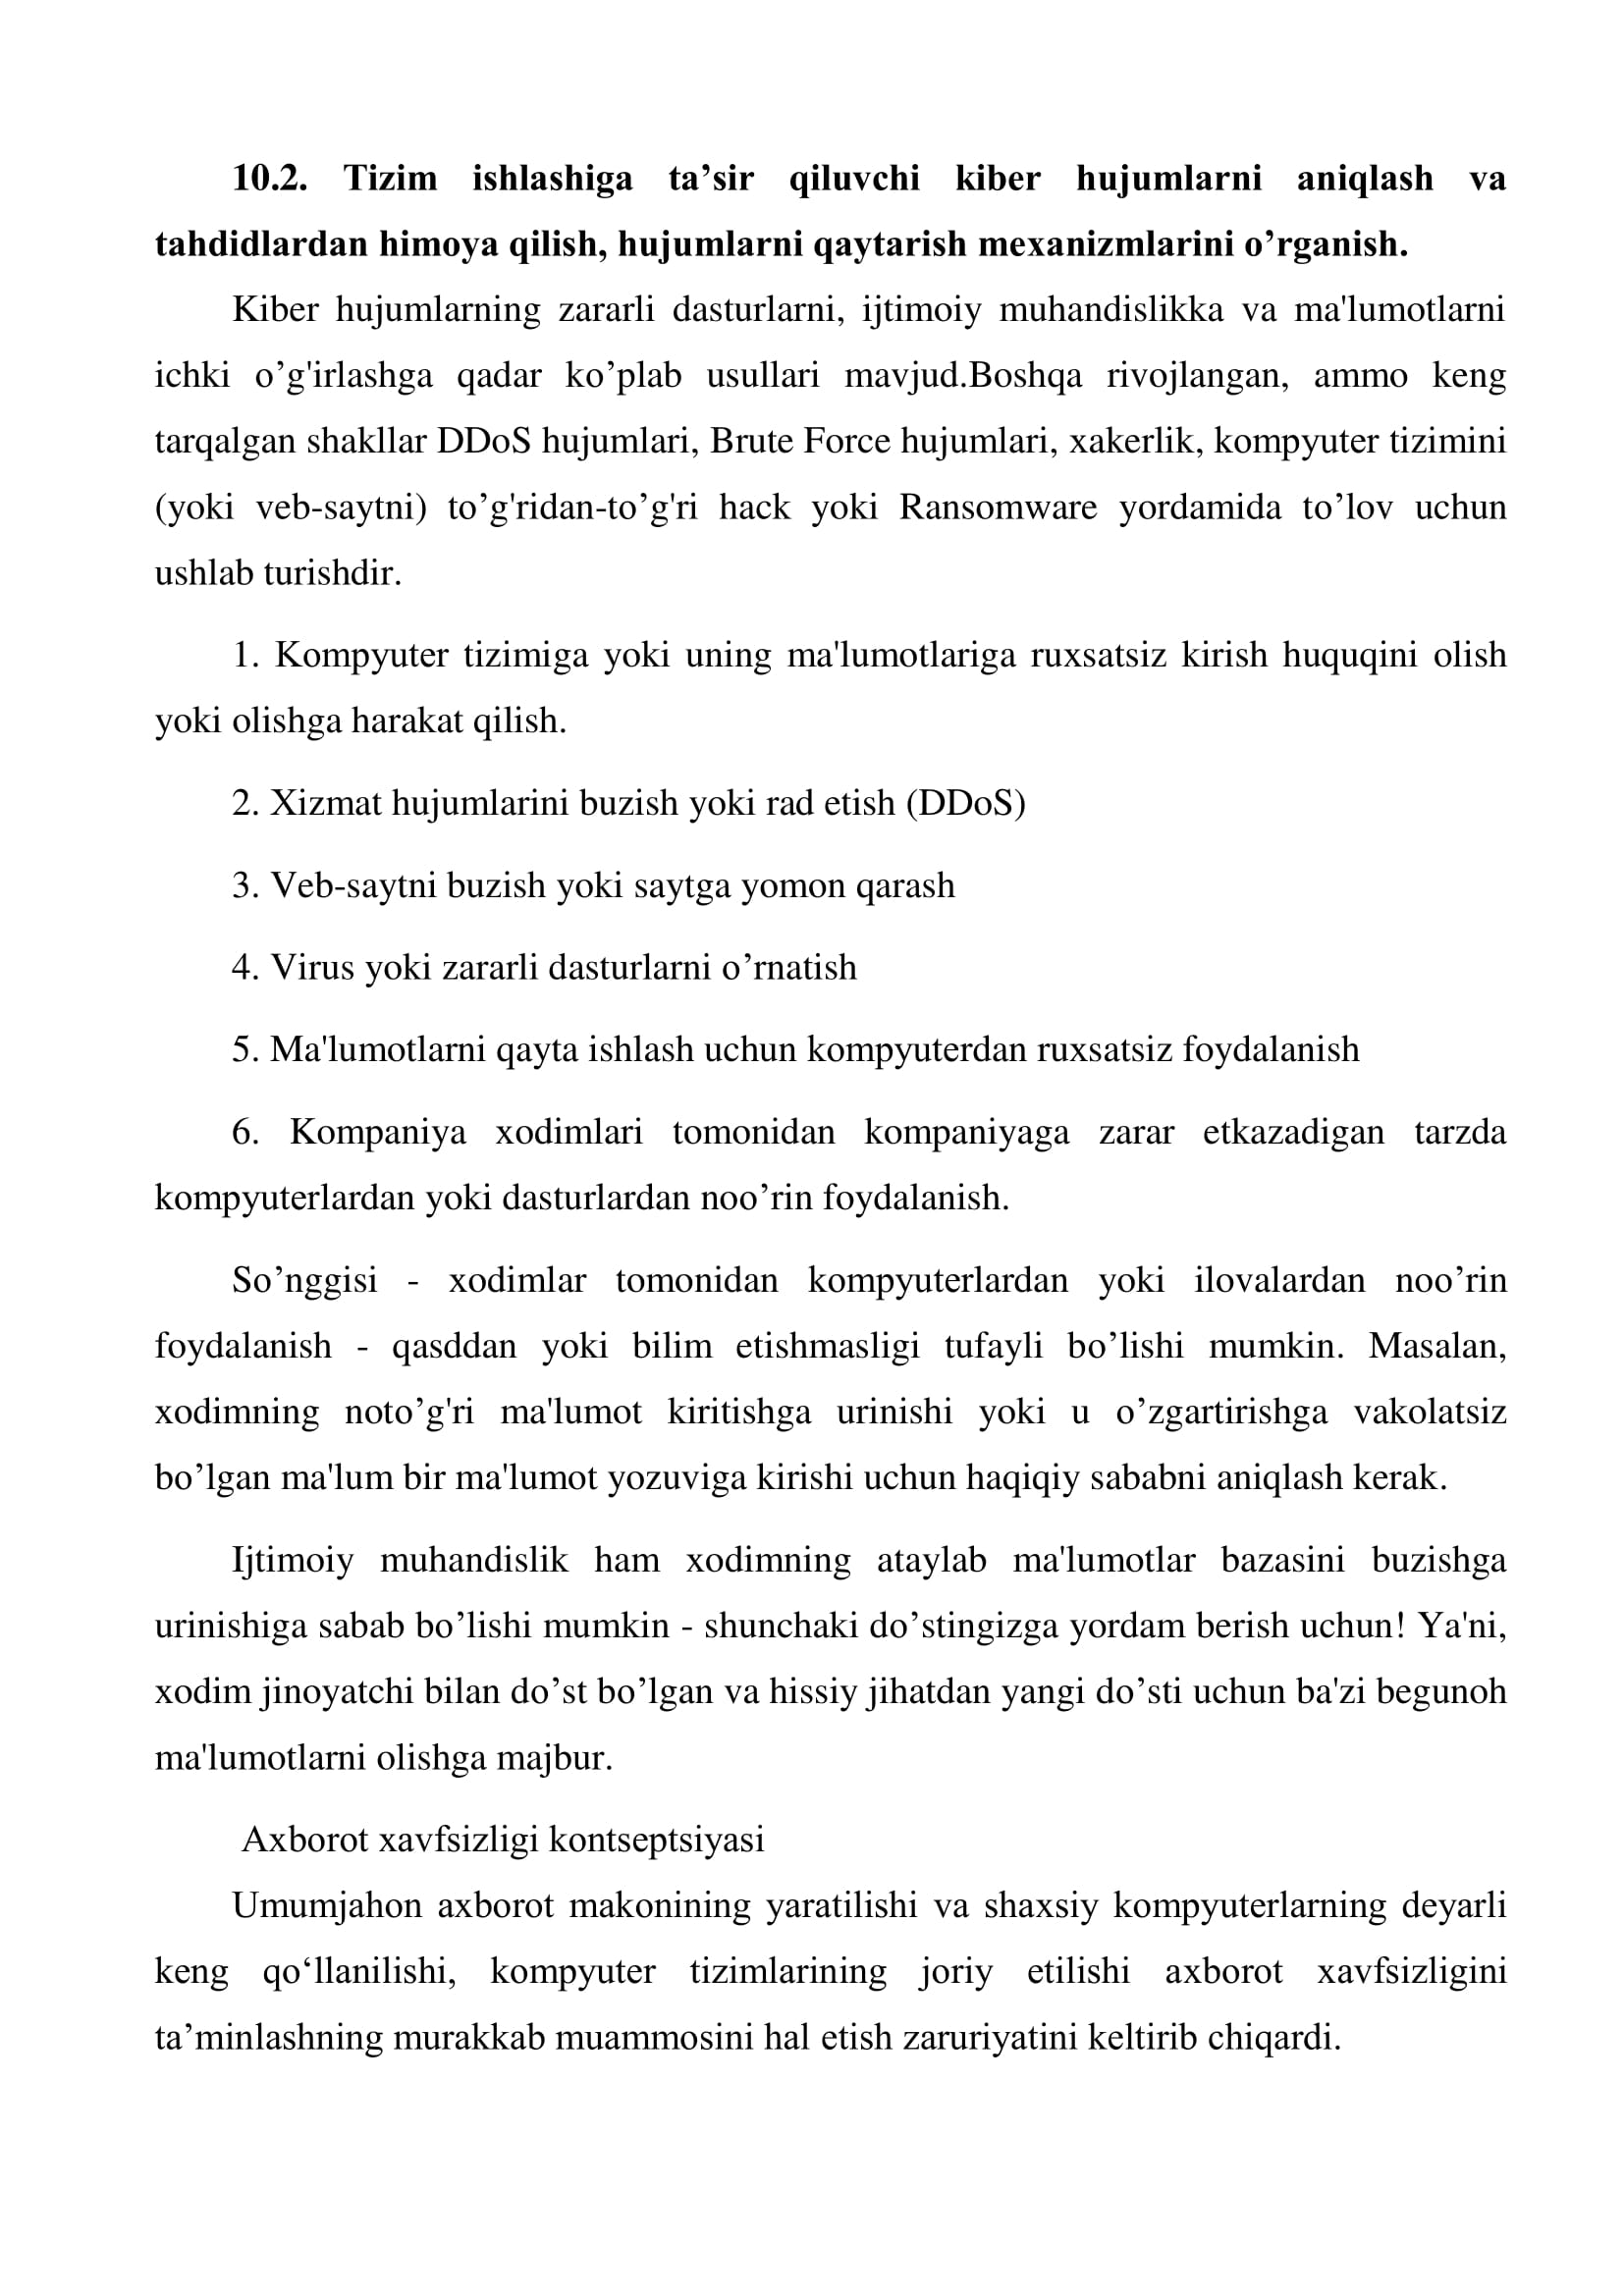 10.2. Tizim ishlashiga ta’sir qiluvchi kiber hujumlarni aniqlash va
tahdidlardan himoya qilish, hujumlarni qaytarish mexanizmlarini o’rganish.
Kiber hujumlarning zararli dasturlarni, ijtimoiy muhandislikka va ma'lumotlarni
ichki o’g'irlashga qadar ko’plab usullari mavjud.Boshqa rivojlangan, ammo keng
tarqalgan shakllar DDoS hujumlari, Brute Force hujumlari, xakerlik, kompyuter tizimini
(yoki veb-saytni) to’g'ridan-to’g'ri hack yoki Ransomware yordamida to’lov uchun
ushlab turishdir.
1. Kompyuter tizimiga yoki uning ma'lumotlariga ruxsatsiz kirish huquqini olish
yoki olishga harakat qilish.
2. Xizmat hujumlarini buzish yoki rad etish (DDoS)
3. Veb-saytni buzish yoki saytga yomon qarash
4. Virus yoki zararli dasturlarni o’rnatish
5. Ma'lumotlarni qayta ishlash uchun kompyuterdan ruxsatsiz foydalanish
6. Kompaniya xodimlari tomonidan kompaniyaga zarar etkazadigan tarzda
kompyuterlardan yoki dasturlardan noo’rin foydalanish.
So’nggisi - xodimlar tomonidan kompyuterlardan yoki ilovalardan noo’rin
foydalanish - qasddan yoki bilim etishmasligi tufayli bo’lishi mumkin. Masalan,
xodimning noto’g'ri ma'lumot kiritishga urinishi yoki u o’zgartirishga vakolatsiz
bo’lgan ma'lum bir ma'lumot yozuviga kirishi uchun haqiqiy sababni aniqlash kerak.
Ijtimoiy muhandislik ham xodimning ataylab ma'lumotlar bazasini buzishga
urinishiga sabab bo’lishi mumkin - shunchaki do’stingizga yordam berish uchun! Ya'ni,
xodim jinoyatchi bilan do’st bo’lgan va hissiy jihatdan yangi do’sti uchun ba'zi begunoh
ma'lumotlarni olishga majbur.
Axborot xavfsizligi kontseptsiyasi
Umumjahon axborot makonining yaratilishi va shaxsiy kompyuterlarning deyarli
keng qo‘llanilishi, kompyuter tizimlarining joriy etilishi axborot xavfsizligini
ta’minlashning murakkab muammosini hal etish zaruriyatini keltirib chiqardi.